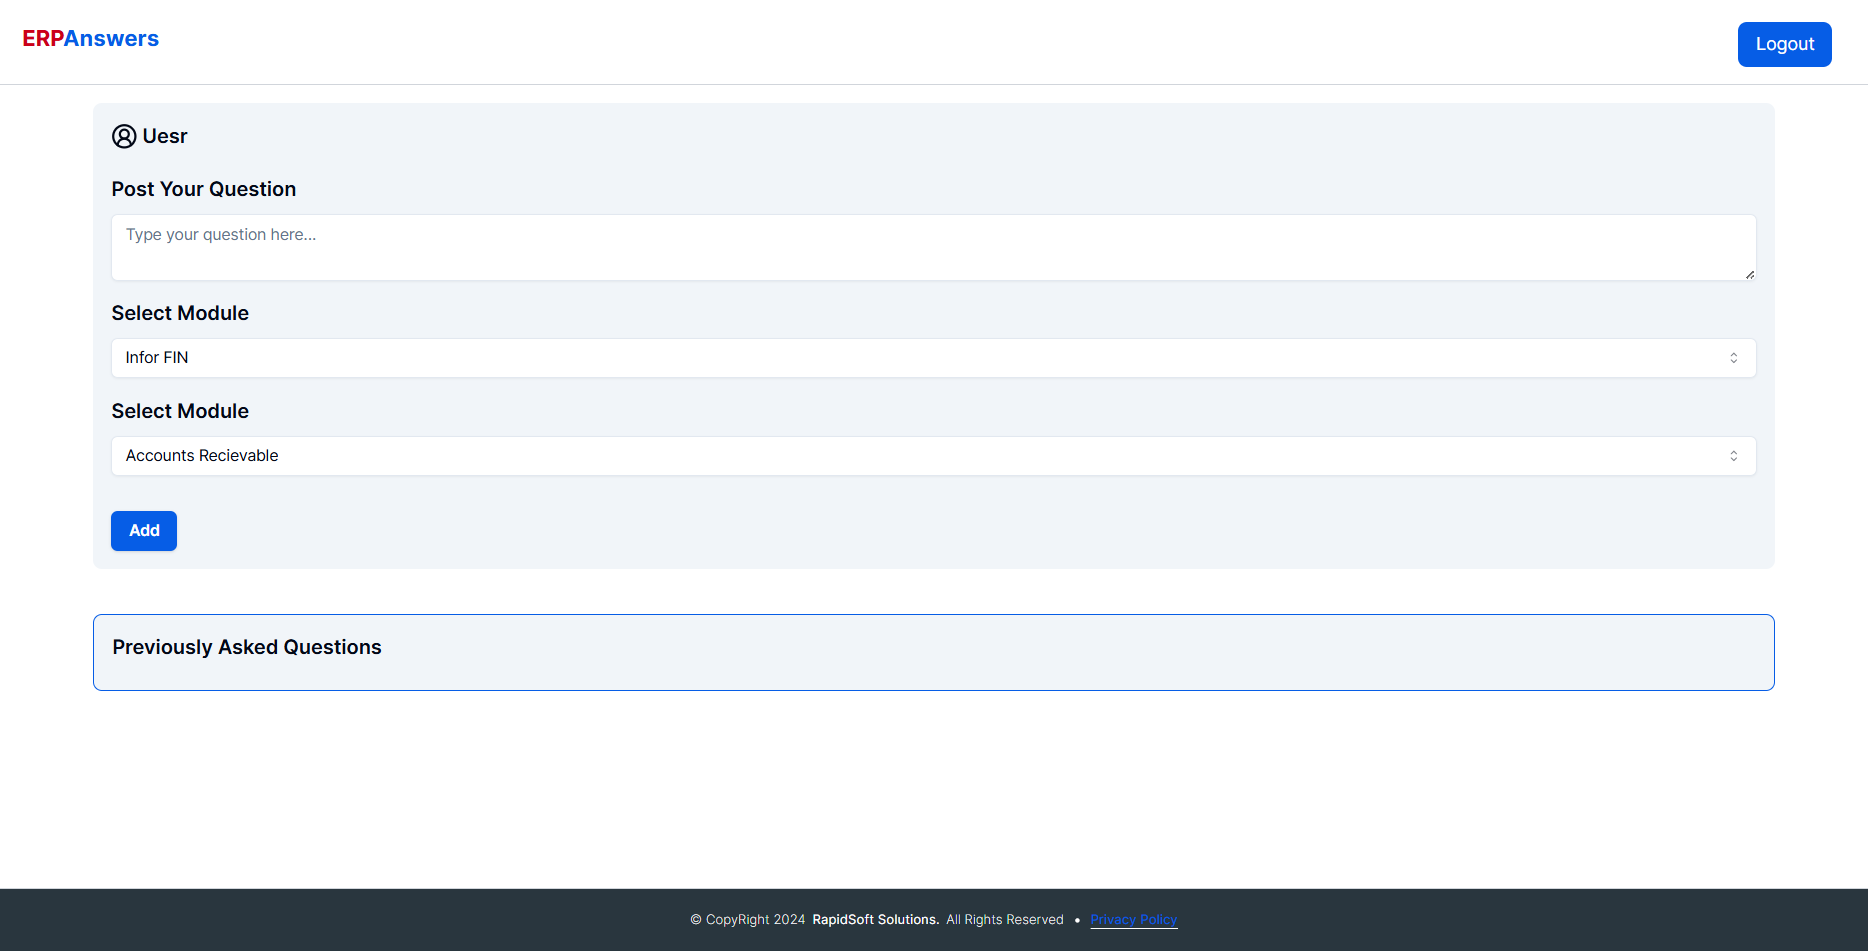 ERPAnswers
Logout
Uesr
Post Your Question
Type your question here...
Select Module
Infor FIN
Select Module
Accounts Recievable
Add
Previously Asked Questions
© CopyRight 2024 RapidSoft Solutions. All Rights Reserved • Privacy Policy